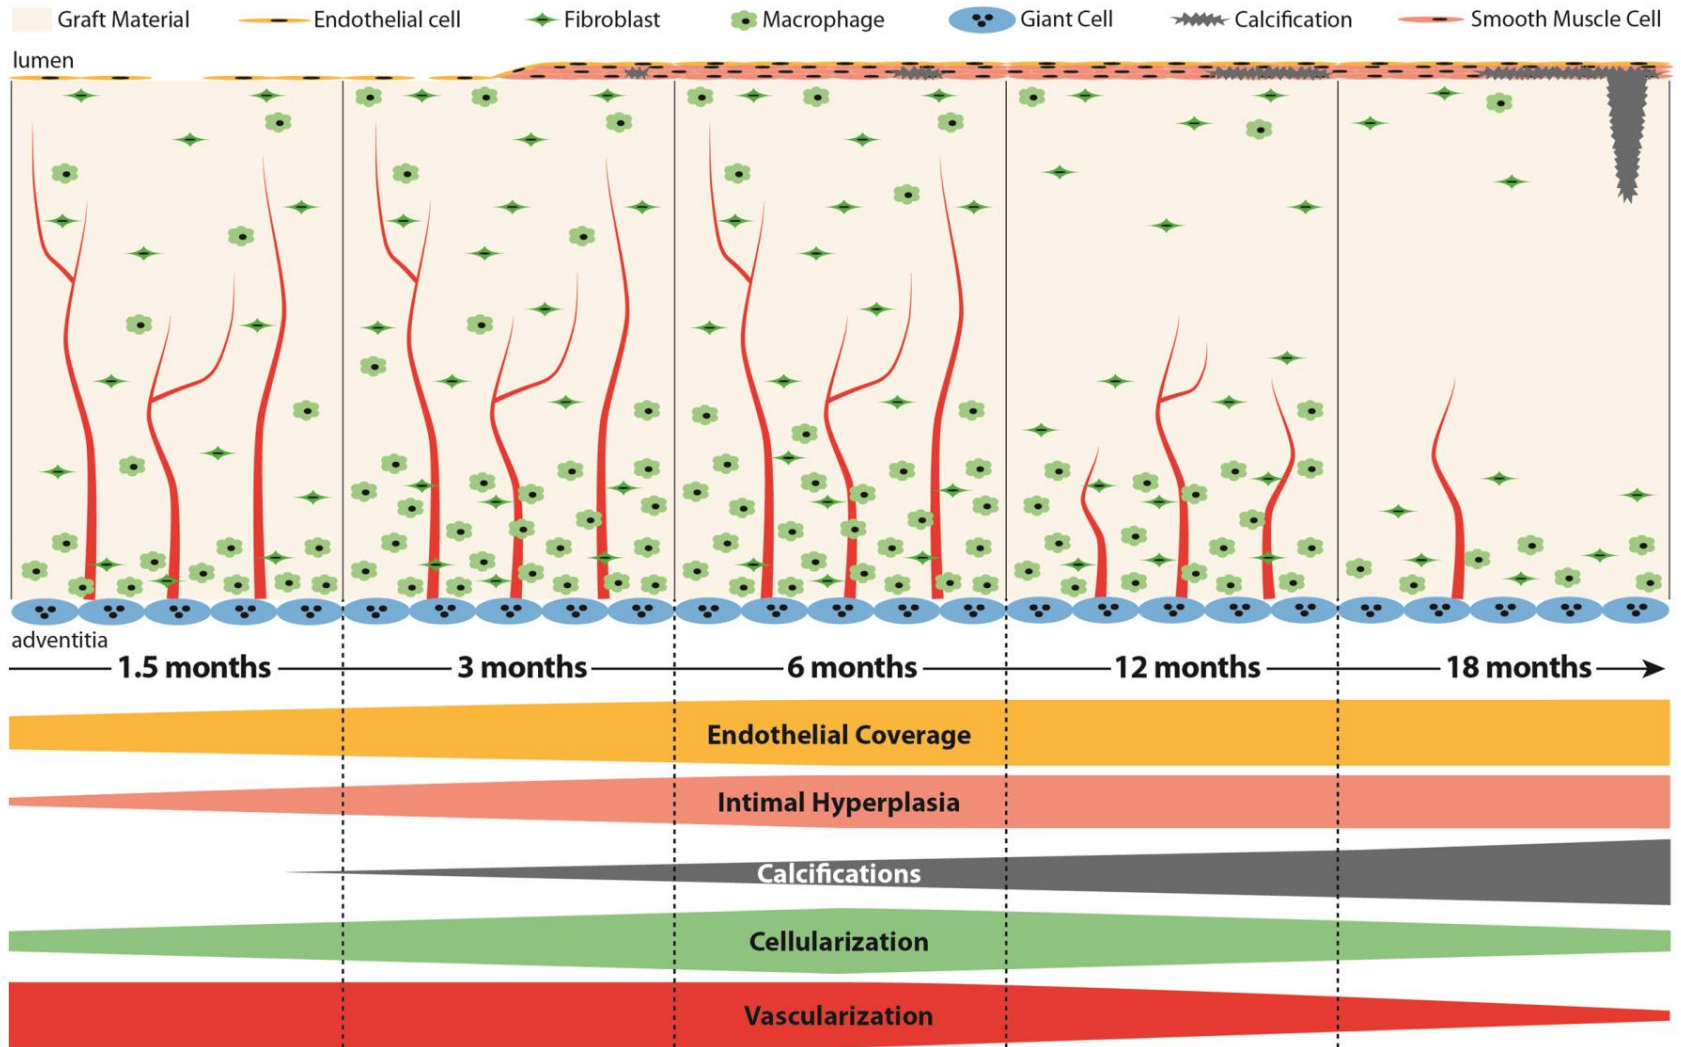 Graft Material
Endothelial cell
Fibroblast
Macrophage
Giant Cell
Calcification
Smooth Muscle Cell
lumen
adventitia
1.5 months
3 months
6 months
12 months
18 months
Endothelial Coverage
Intimal Hyperplasia
Calcifications
Cellularization
Vascularization